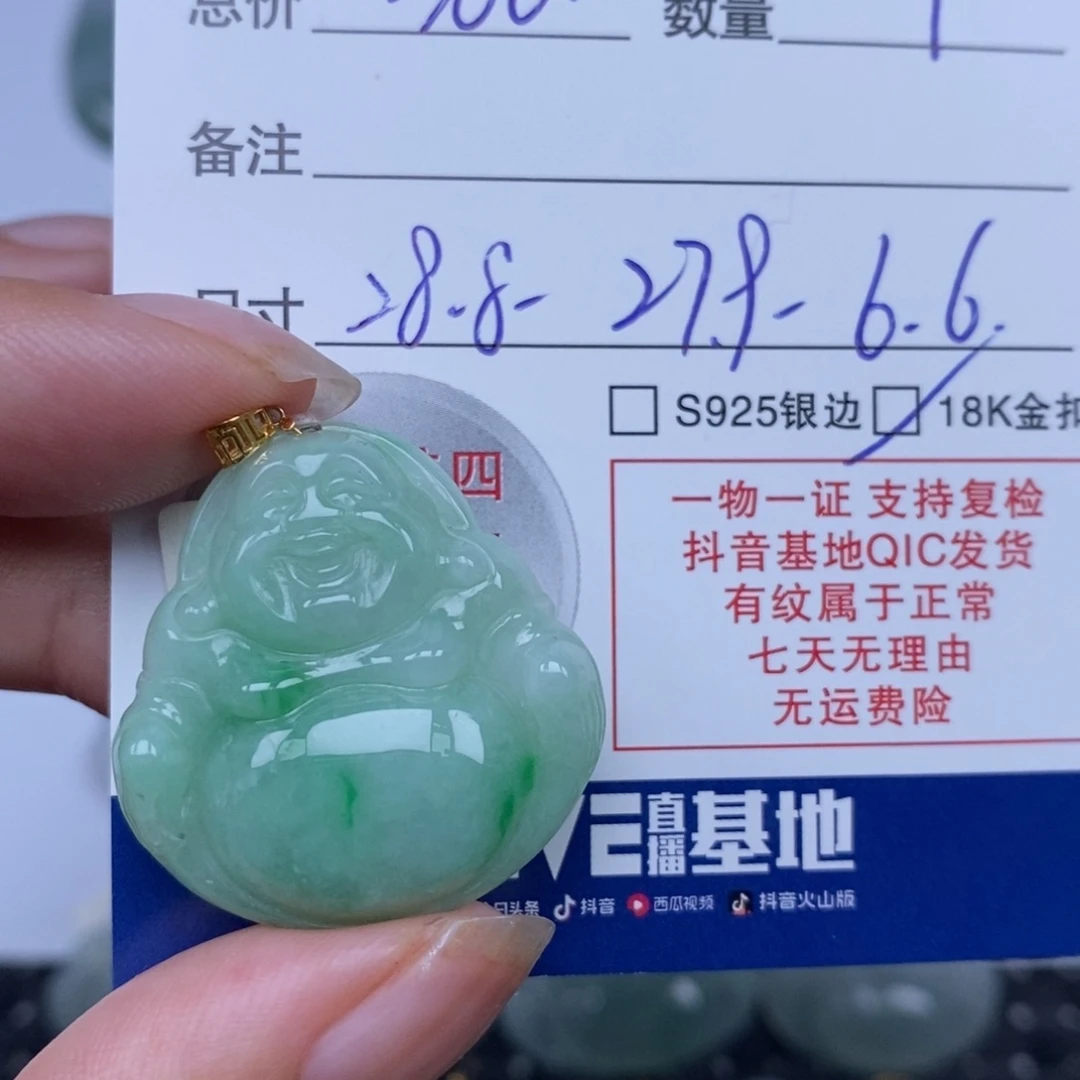 总价 数量 1
备注
尺寸 28.8- 27.9- 6.6.
S925银边 18K金扣
四
一物一证 支持复检
抖音基地QIC发货
有纹属于正常
七天无理由
无运费险
直播基地
头条 抖音 西瓜视频 抖音火山版